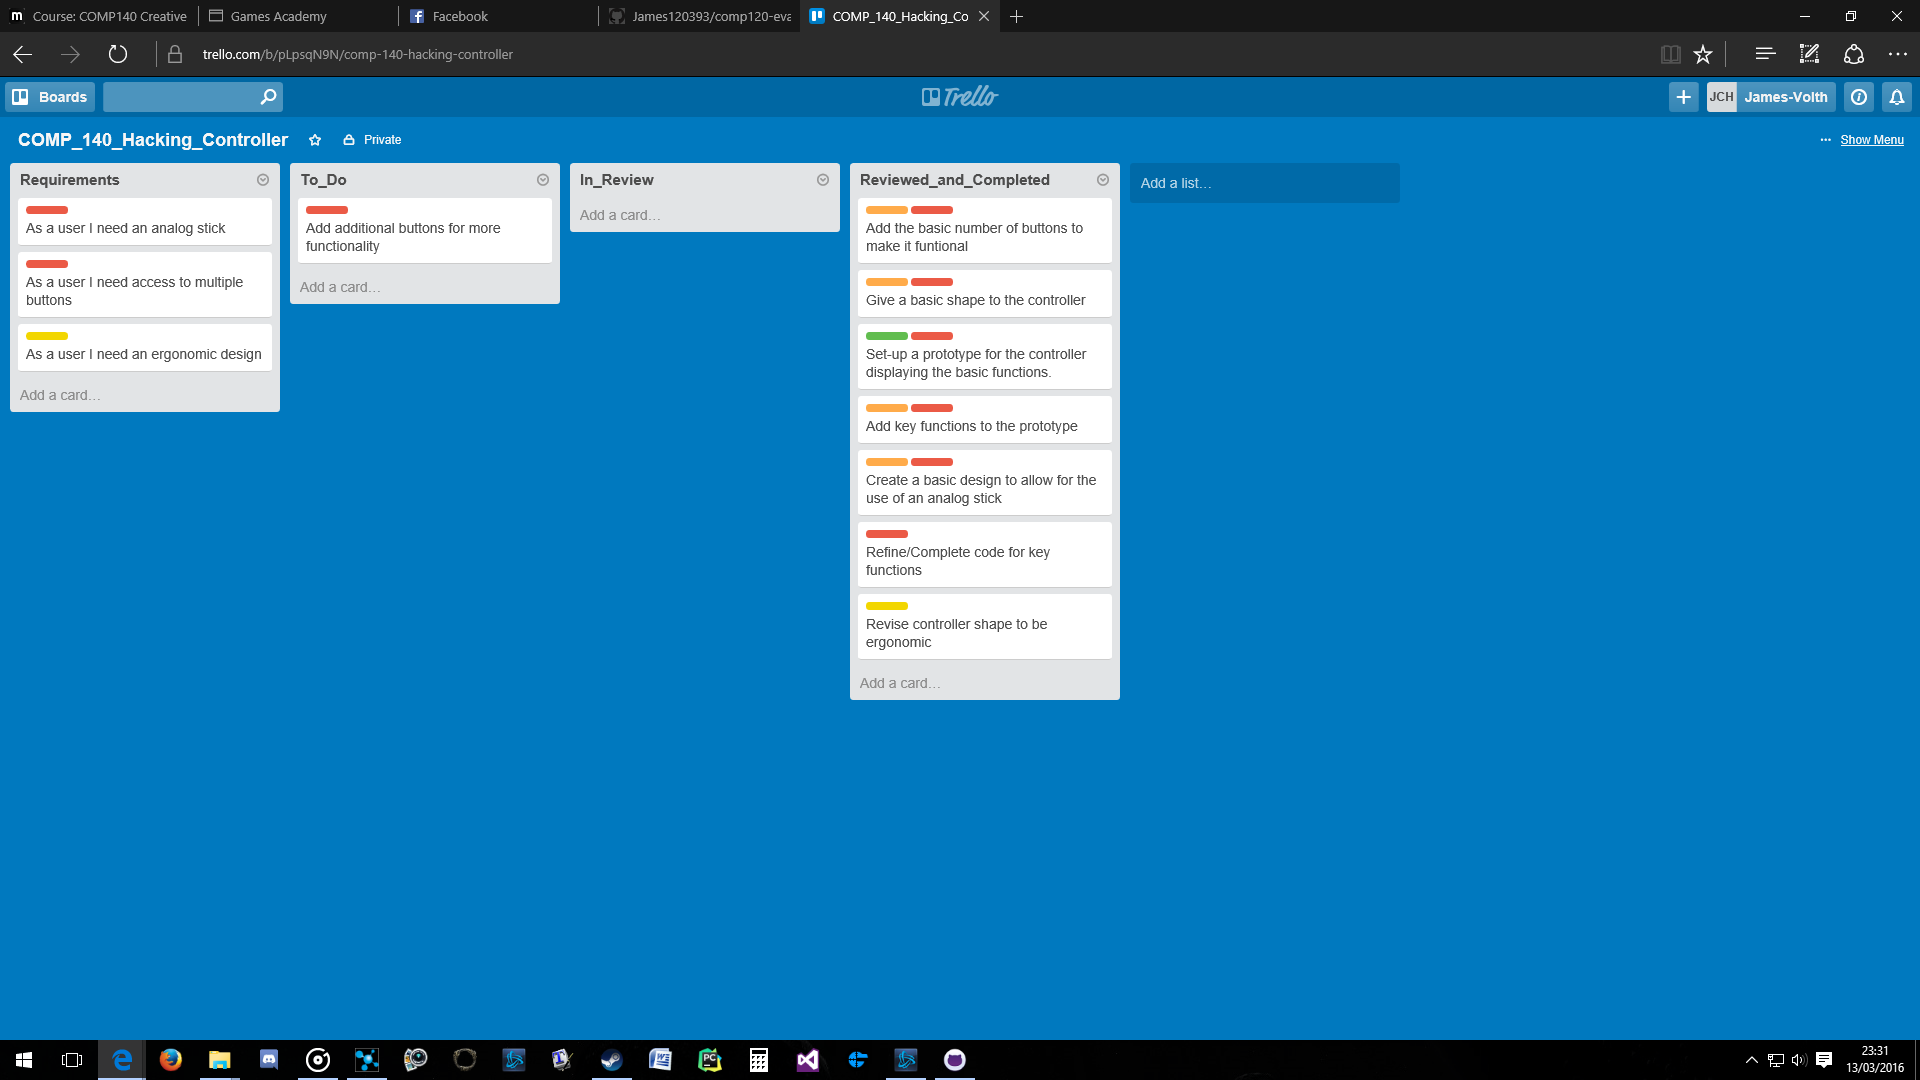 Course: COMP140 Creative
Games Academy
Facebook
James120393/comp120-eva
COMP_140_Hacking_Co
trello.com/b/pLpsqN9N/comp-140-hacking-controller
Boards
Trello
JCH James-Volth
COMP_140_Hacking_Controller
Private
Show Menu
Requirements
As a user I need an analog stick
As a user I need access to multiple
buttons
As a user I need an ergonomic design
Add a card…
To_Do
Add additional buttons for more
functionality
Add a card…
In_Review
Add a card…
Reviewed_and_Completed
Add the basic number of buttons to
make it funtional
Give a basic shape to the controller
Set-up a prototype for the controller
displaying the basic functions.
Add key functions to the prototype
Create a basic design to allow for the
use of an analog stick
Refine/Complete code for key
functions
Revise controller shape to be
ergonomic
Add a card…
Add a list…
23:31
13/03/2016